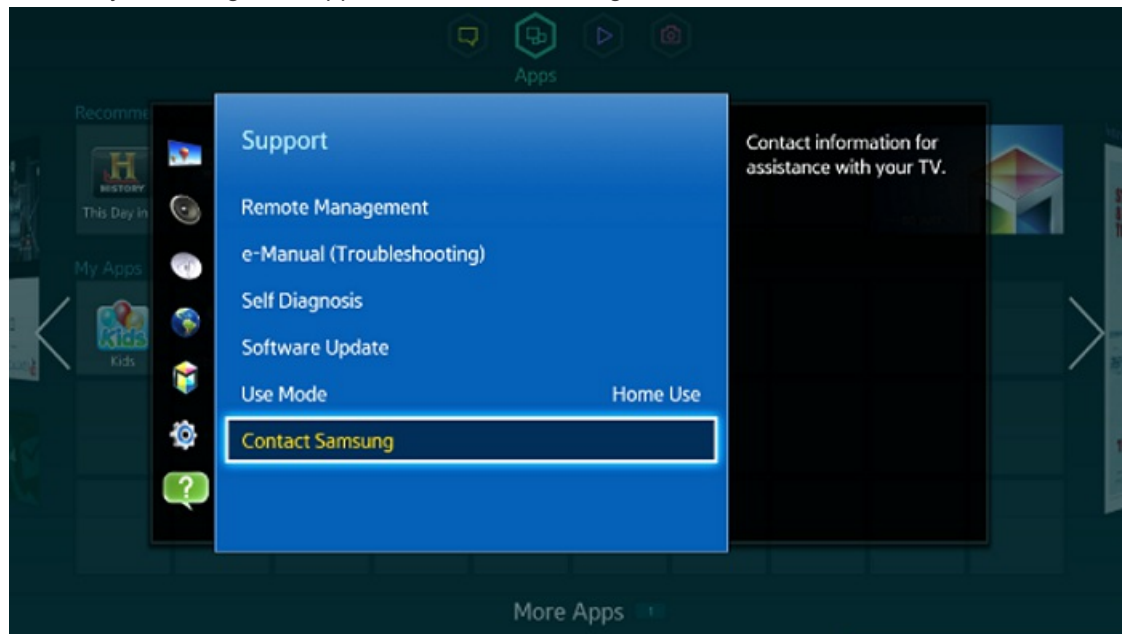 Apps
Recomme
HISTORY
This Day in
My Apps
Kids
Kids
Support
Remote Management
e-Manual (Troubleshooting)
Self Diagnosis
Software Update
Use Mode Home Use
Contact Samsung
Contact information for
assistance with your TV.
More Apps